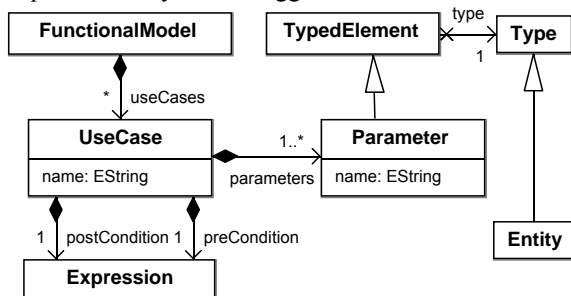 FunctionalModel
TypedElement
type
Type
1
* useCases
UseCase
1..*
Parameter
name: EString
parameters
name: EString
1 postCondition 1 preCondition
Entity
Expression